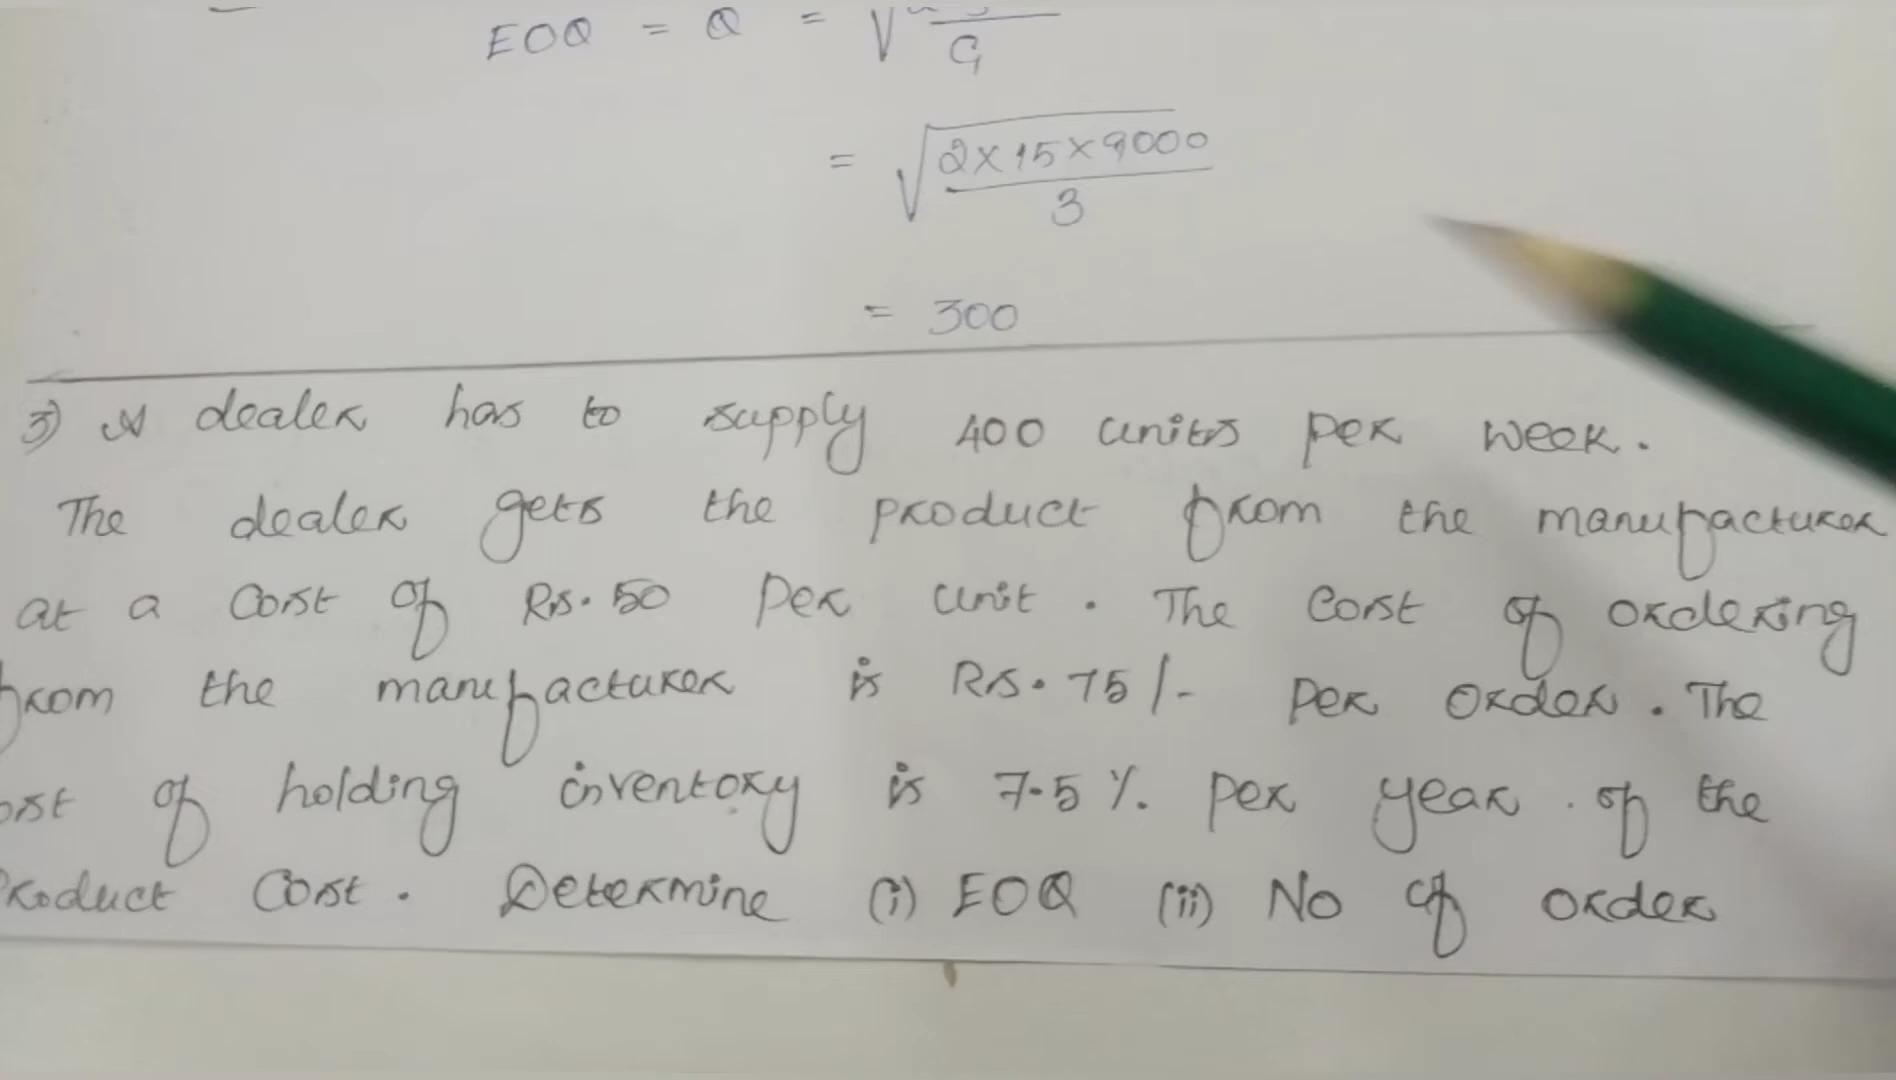 EOQ = Q = √ / C₁
= √ 2×15×9000 / 3
= 300
3) A dealer has to supply 400 units per week.
The dealer gets the product from the manufacturer
at a cost of Rs. 50 per unit. The cost of ordering
from the manufacturer is Rs. 75/- per order. The
ost of holding inventory is 7.5 % per year. of the
Product cost. Determine (i) EOQ (ii) No of order